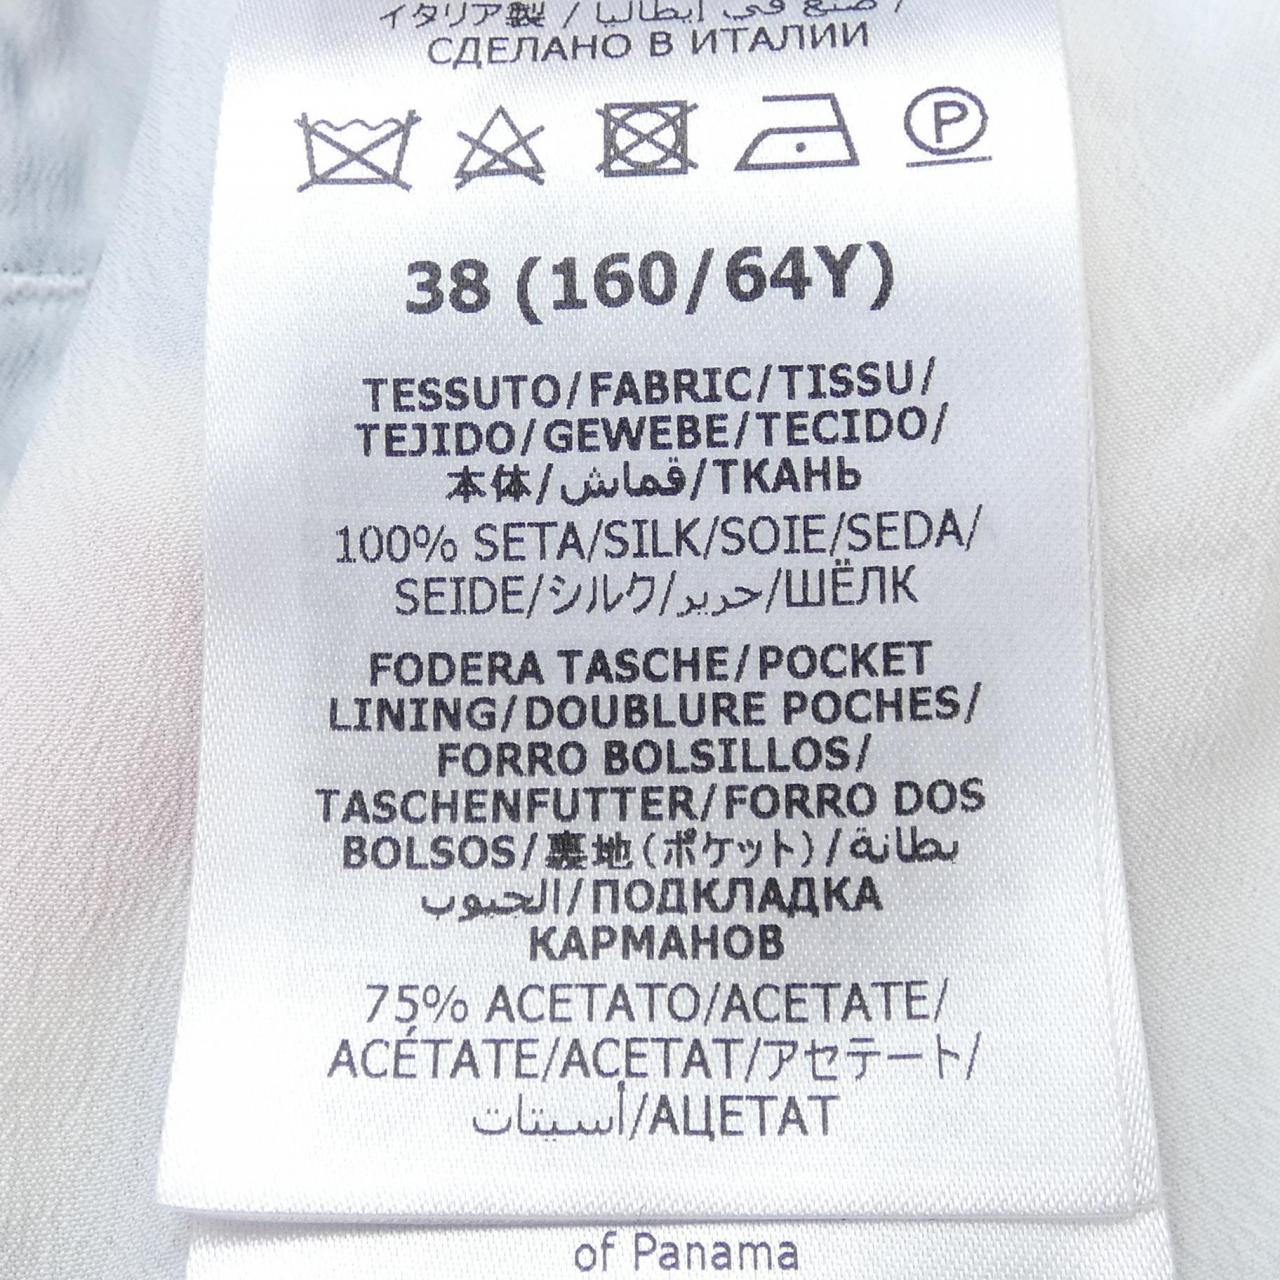 イタリア製 / صنع في إيطاليا /
СДЕЛАНО В ИТАЛИИ
P
38 (160/64Y)
TESSUTO/FABRIC/TISSU/
TEJIDO/GEWEBE/TECIDO/
本体/قماش/ТКАНЬ
100% SETA/SILK/SOIE/SEDA/
SEIDE/シルク/حرير/ШЁЛК
FODERA TASCHE/POCKET
LINING/DOUBLURE POCHES/
FORRO BOLSILLOS/
TASCHENFUTTER/FORRO DOS
BOLSOS/裏地(ポケット)/بطانة
الجيوب/ПОДКЛАДКА
КАРМАНОВ
75% ACETATO/ACETATE/
ACÉTATE/ACETAT/アセテート/
أسيتات/АЦЕТАТ
of Panama